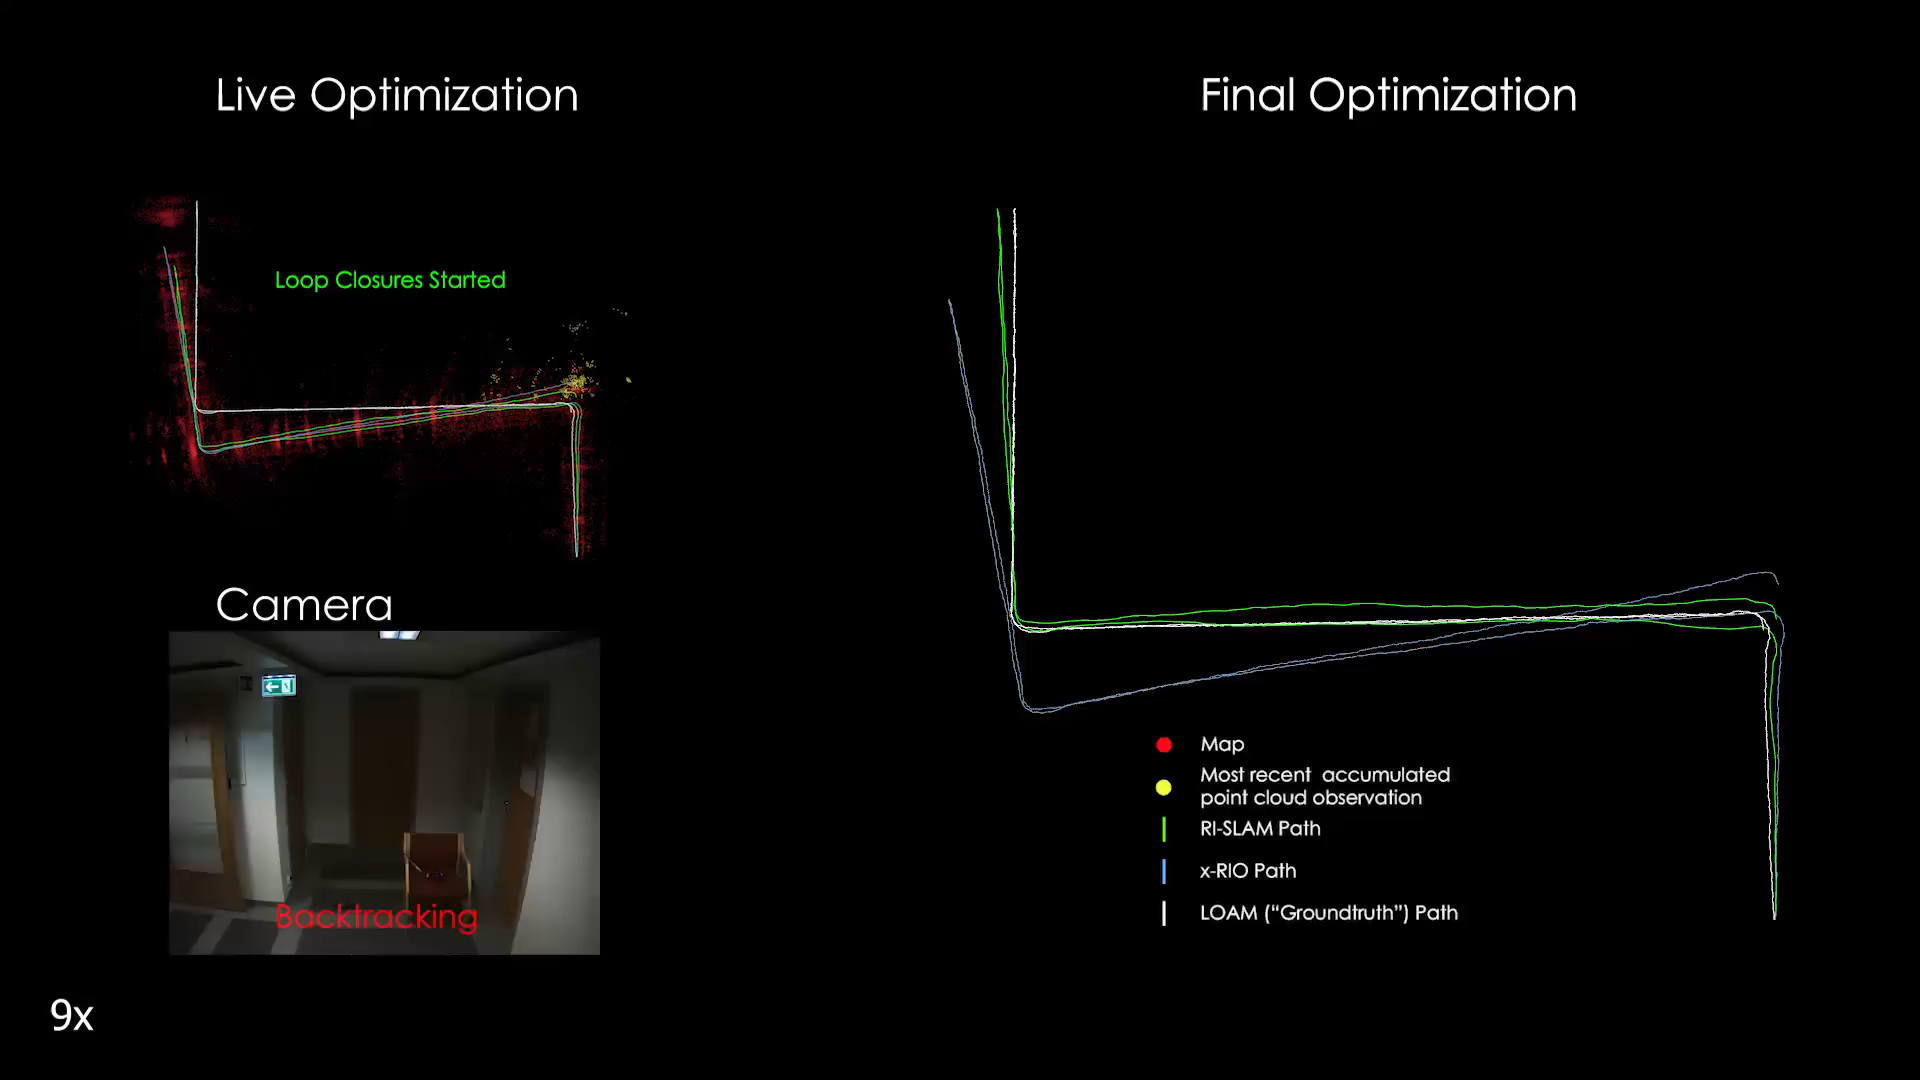 Live Optimization
Final Optimization
Loop Closures Started
Camera
Backtracking
Map
Most recent accumulated
point cloud observation
RI-SLAM Path
x-RIO Path
LOAM (“Groundtruth”) Path
9x